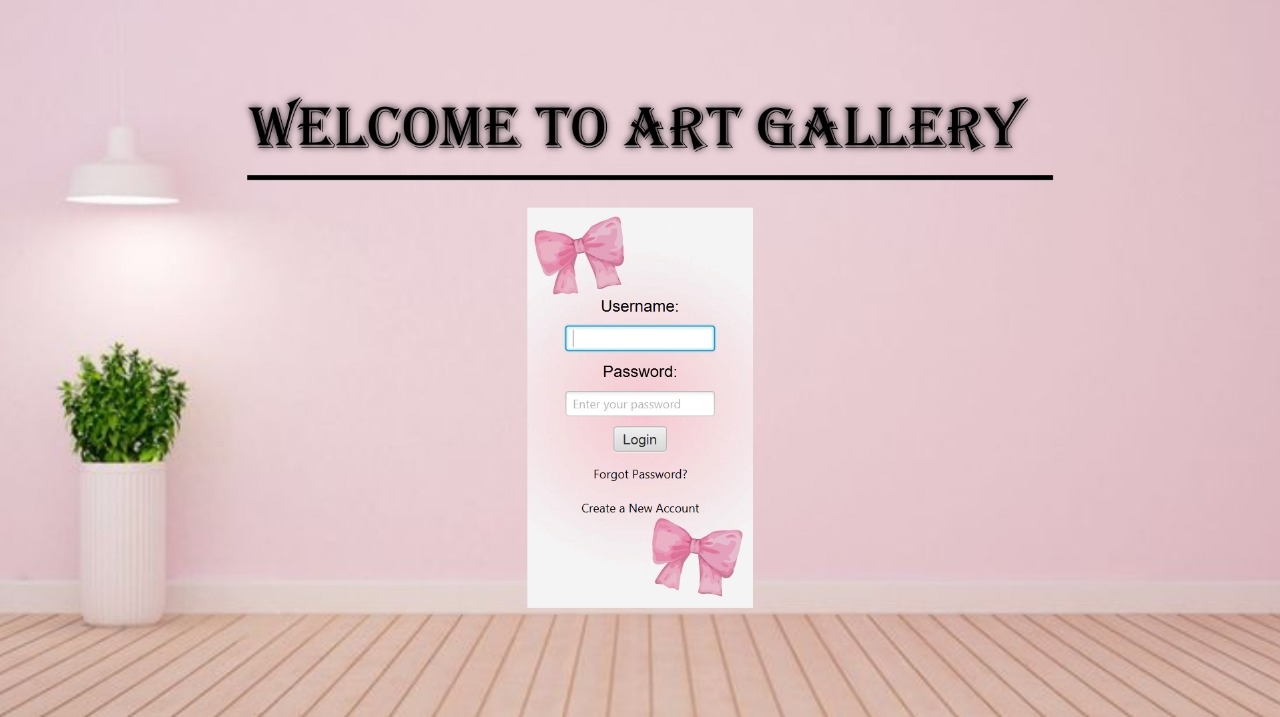 WELCOME TO ART GALLERY
Username:
Password:
Enter your password
Login
Forgot Password?
Create a New Account